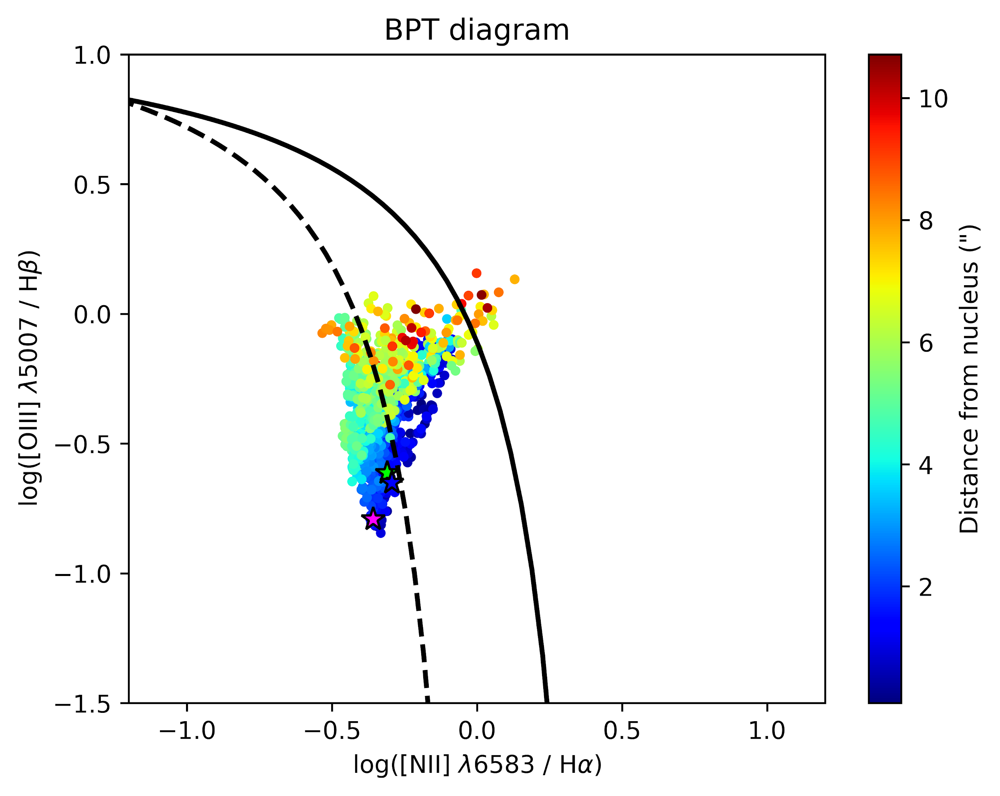 BPT diagram
1.0
0.5
0.0
−0.5
−1.0
−1.5
log([OIII] λ5007 / Hβ)
−1.0 −0.5 0.0 0.5 1.0
log([NII] λ6583 / Hα)
10
8
6
4
2
Distance from nucleus (")